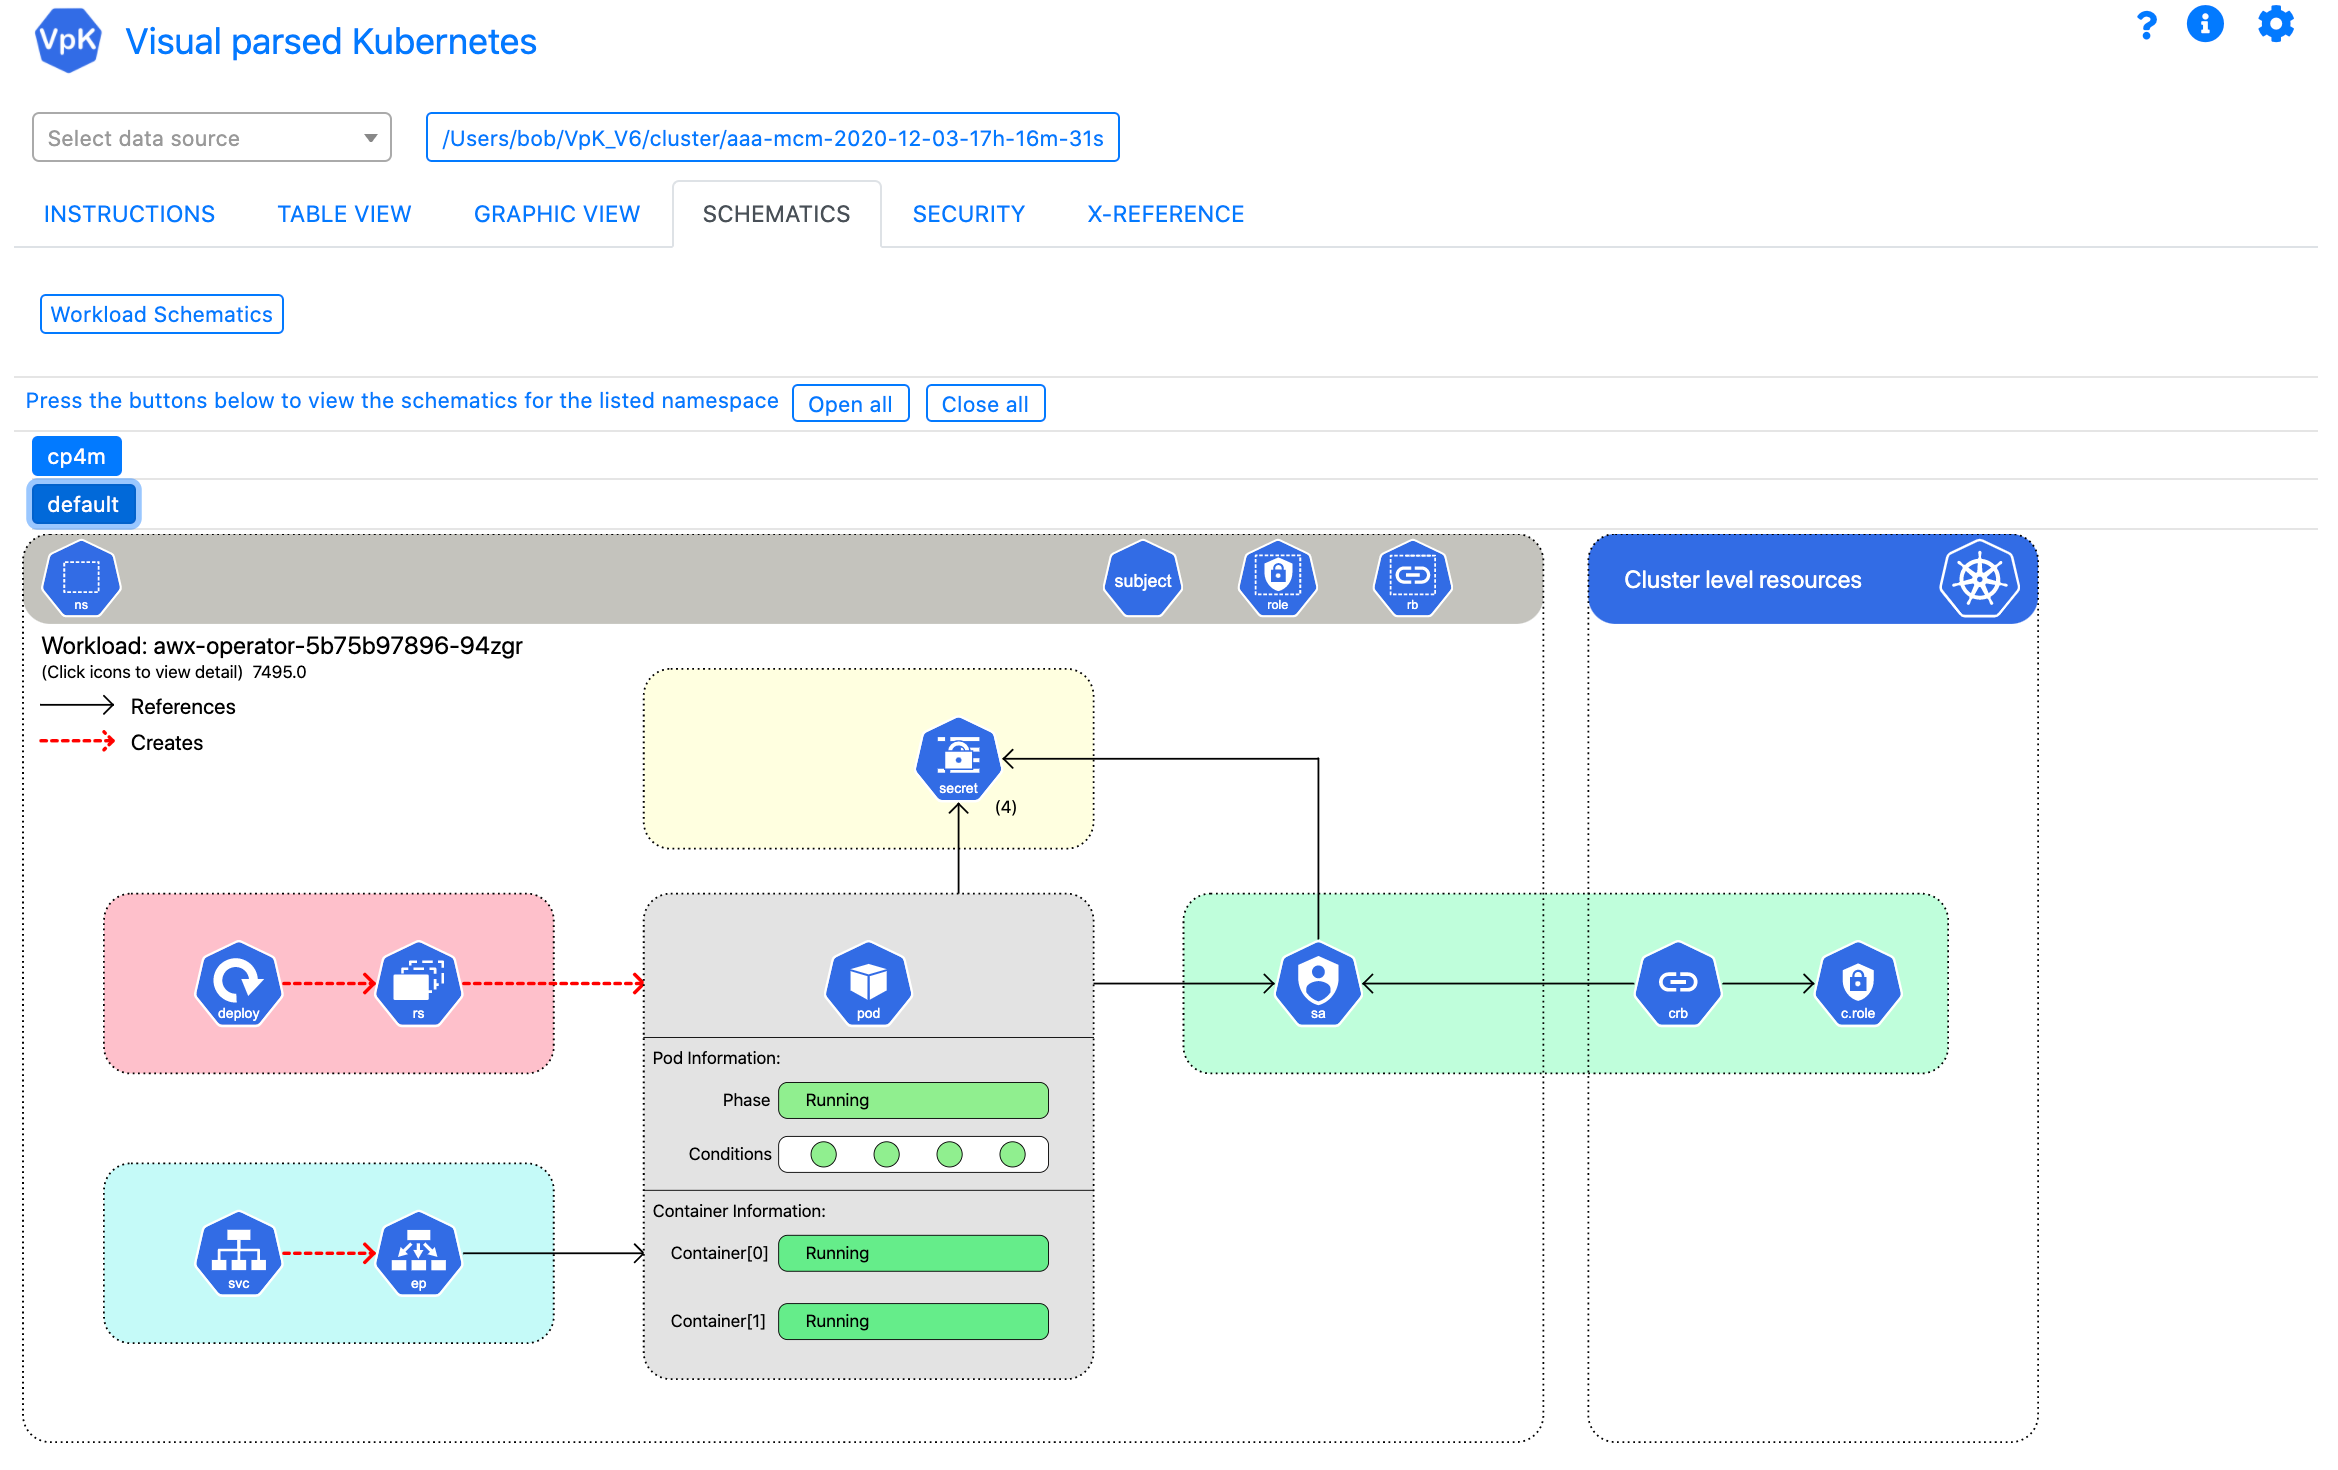 VpK Visual parsed Kubernetes
Select data source /Users/bob/VpK_V6/cluster/aaa-mcm-2020-12-03-17h-16m-31s
INSTRUCTIONS TABLE VIEW GRAPHIC VIEW SCHEMATICS SECURITY X-REFERENCE
Workload Schematics
Press the buttons below to view the schematics for the listed namespace Open all Close all
cp4m
default
ns subject role rb Cluster level resources
Workload: awx-operator-5b75b97896-94zgr
(Click icons to view detail) 7495.0
References
Creates
secret
(4)
deploy rs pod sa crb c.role
Pod Information:
Phase Running
Conditions
Container Information:
svc ep
Container[0] Running
Container[1] Running